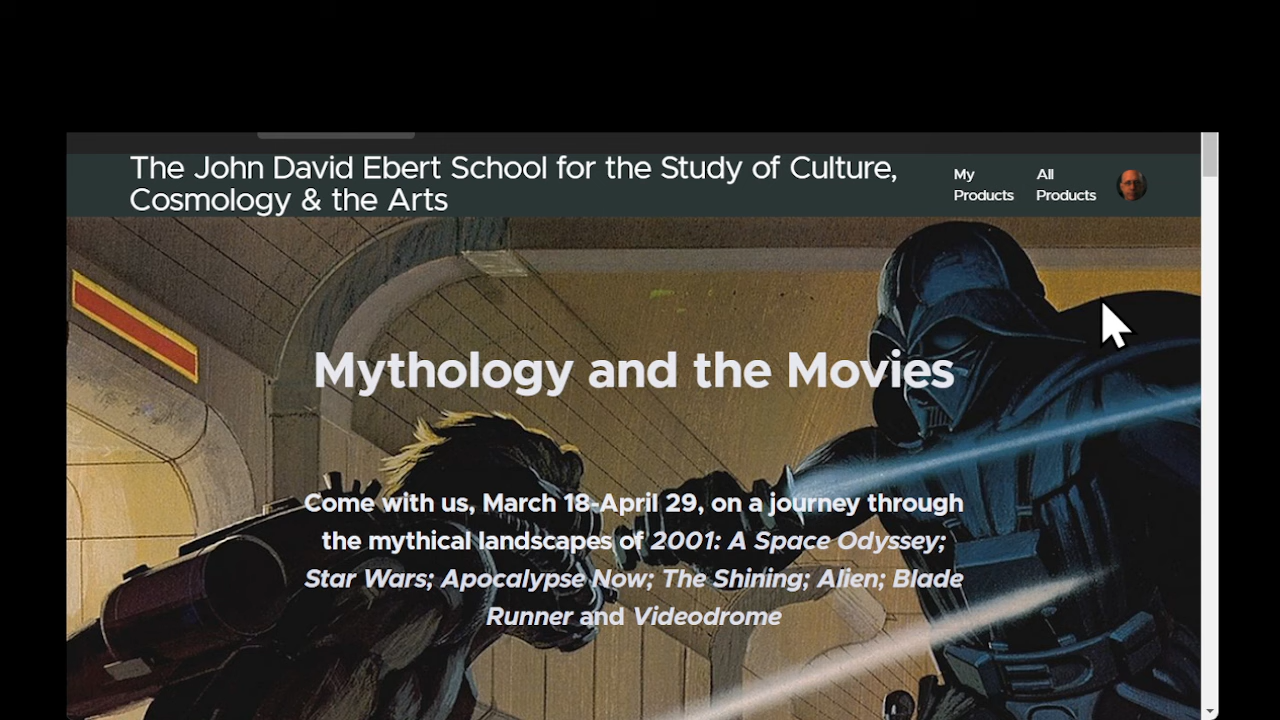 The John David Ebert School for the Study of Culture,
Cosmology & the Arts
My
Products
All
Products
Mythology and the Movies
Come with us, March 18-April 29, on a journey through
the mythical landscapes of 2001: A Space Odyssey;
Star Wars; Apocalypse Now; The Shining; Alien; Blade
Runner and Videodrome